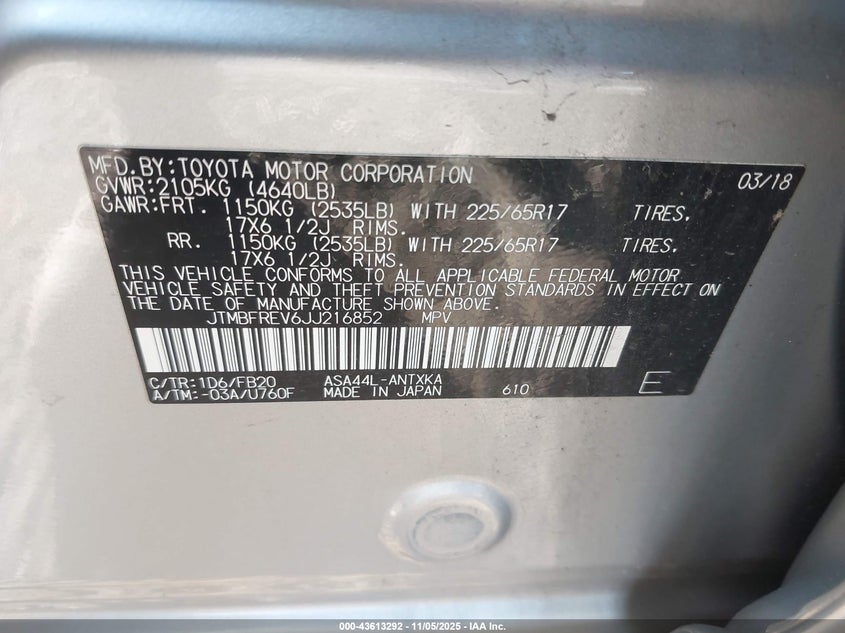 MFD.BY:TOYOTA MOTOR CORPORATION 03/18
GVWR:2105KG (4640LB)
GAWR:FRT. 1150KG (2535LB) WITH 225/65R17 TIRES.
17X6 1/2J RIMS.
RR. 1150KG (2535LB) WITH 225/65R17 TIRES.
17X6 1/2J RIMS.
THIS VEHICLE CONFORMS TO ALL APPLICABLE FEDERAL MOTOR
VEHICLE SAFETY AND THEFT PREVENTION STANDARDS IN EFFECT ON
THE DATE OF MANUFACTURE SHOWN ABOVE.
JTMBFREV6JJ216852 MPV
C/TR:1D6/FB20 ASA44L-ANTXKA
A/TM:-03A/U760F MADE IN JAPAN 610 E
000-43613292 - 11/05/2025 - IAA Inc.